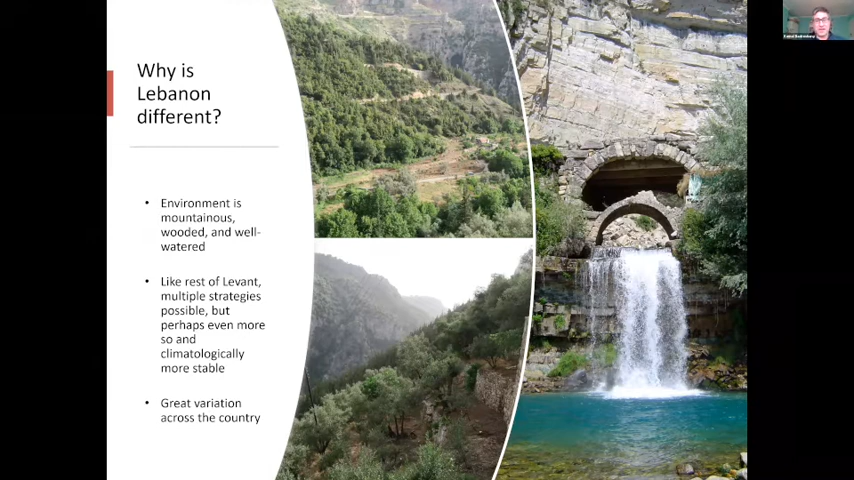 Why is
Lebanon
different?
• Environment is
mountainous,
wooded, and well-
watered
• Like rest of Levant,
multiple strategies
possible, but
perhaps even more
so and
climatologically
more stable
• Great variation
across the country